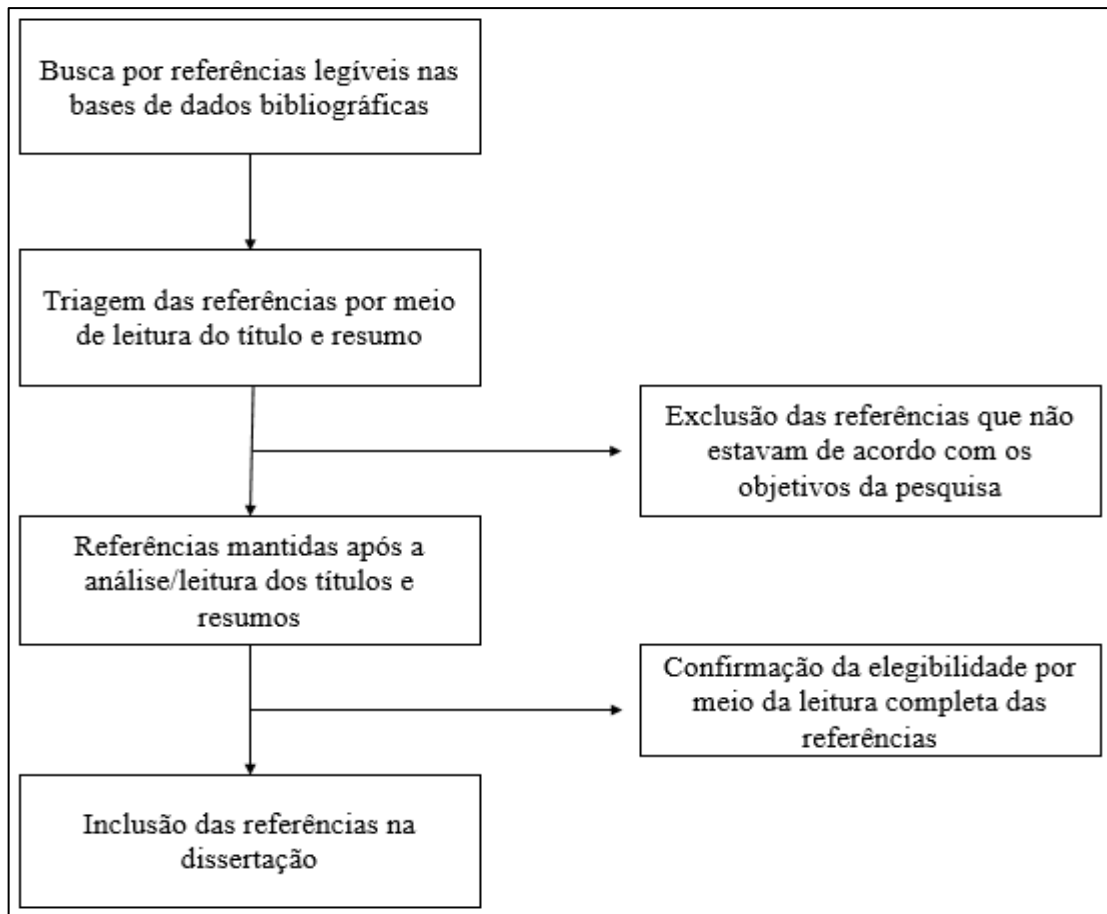 Busca por referências legíveis nas
bases de dados bibliográficas
Triagem das referências por meio
de leitura do título e resumo
Exclusão das referências que não
estavam de acordo com os
objetivos da pesquisa
Referências mantidas após a
análise/leitura dos títulos e
resumos
Confirmação da elegibilidade por
meio da leitura completa das
referências
Inclusão das referências na
dissertação